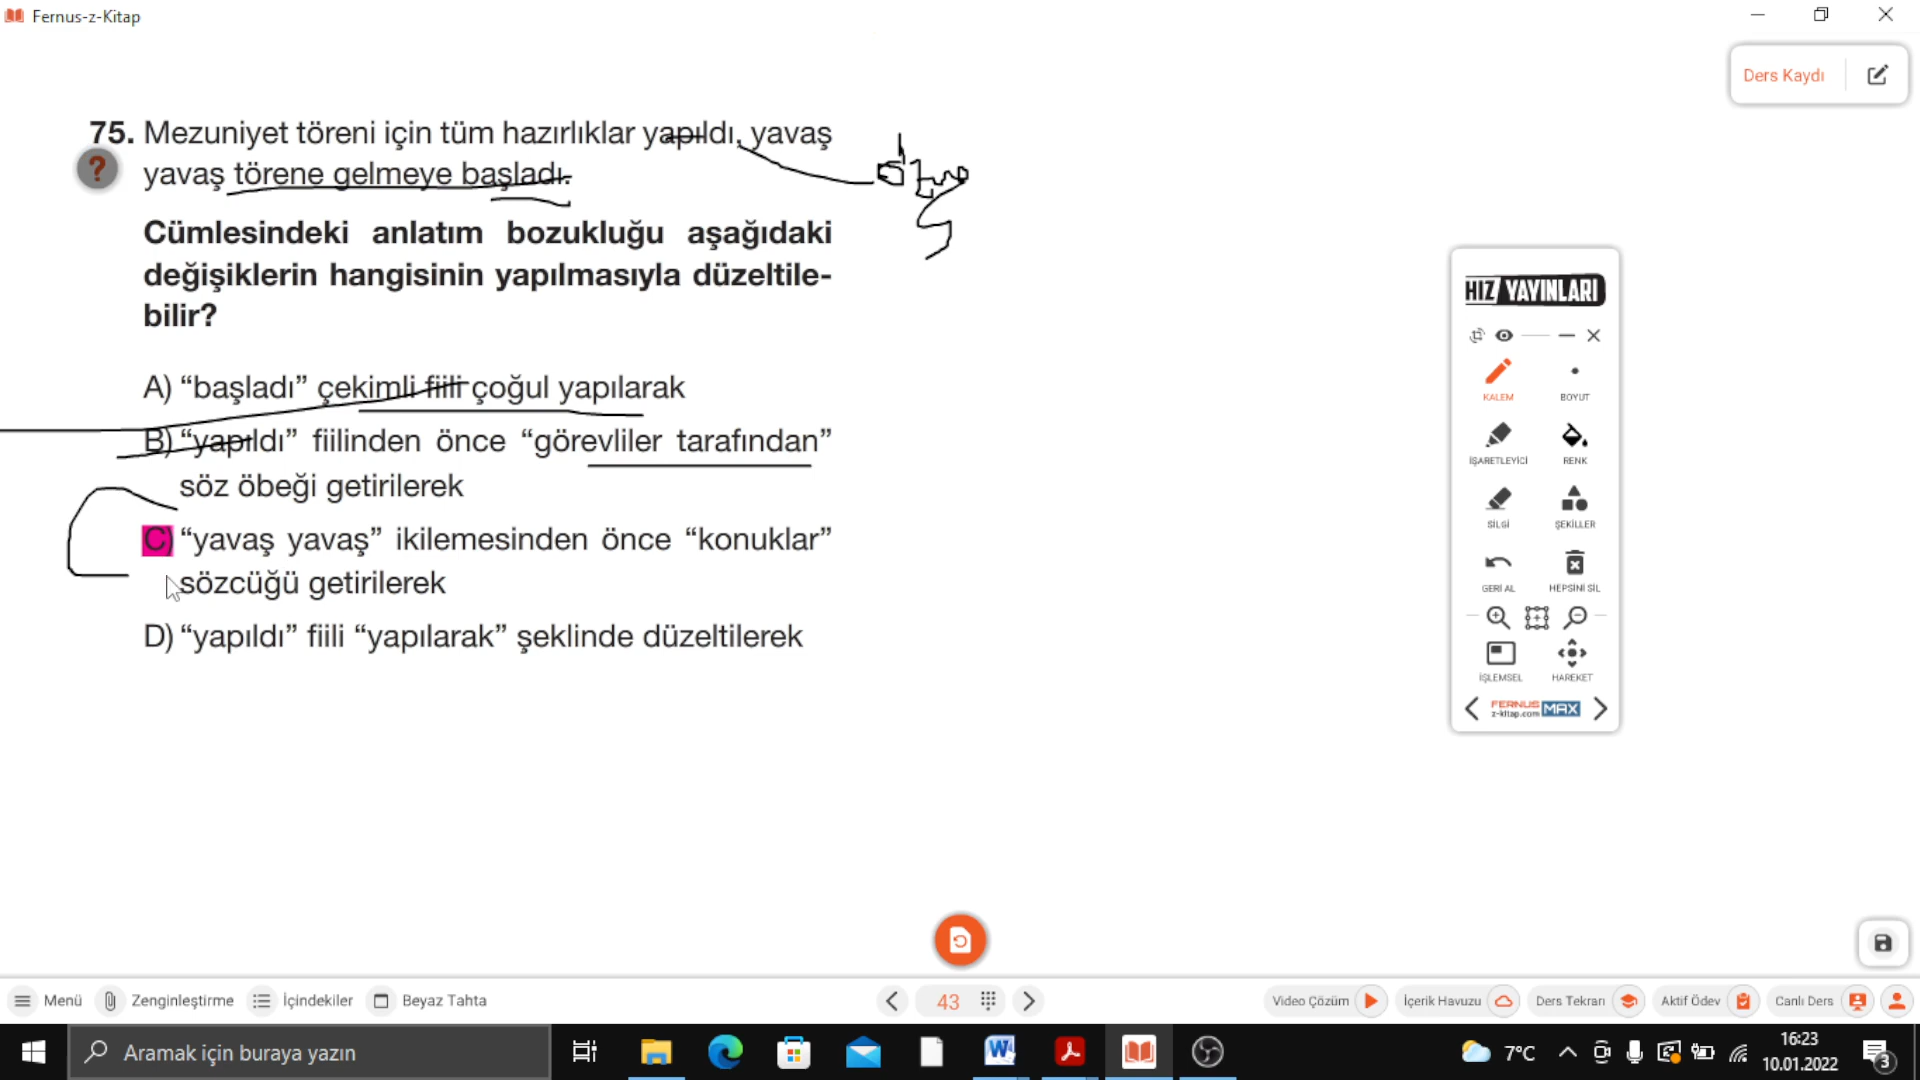 Fernus-z-Kitap
Ders Kaydı
75. Mezuniyet töreni için tüm hazırlıklar yapıldı, yavaş
yavaş törene gelmeye başladı.
Cümlesindeki anlatım bozukluğu aşağıdaki
değişiklerin hangisinin yapılmasıyla düzeltile-
bilir?
A) “başladı” çekimli fiili çoğul yapılarak
B) “yapıldı” fiilinden önce “görevliler tarafından”
söz öbeği getirilerek
C) “yavaş yavaş” ikilemesinden önce “konuklar”
sözcüğü getirilerek
D) “yapıldı” fiili “yapılarak” şeklinde düzeltilerek
HIZ YAYINLARI
KALEM BOYUT
İŞARETLEYİCİ RENK
SİLGİ ŞEKİLLER
GERİ AL HEPSİNİ SİL
İŞLEMSEL HAREKET
FERNUS
z-kitap.com MAX
Menü Zenginleştirme İçindekiler Beyaz Tahta 43 Video Çözüm İçerik Havuzu Ders Tekrarı Aktif Ödev Canlı Ders
Aramak için buraya yazın
7°C
16:23
10.01.2022
3